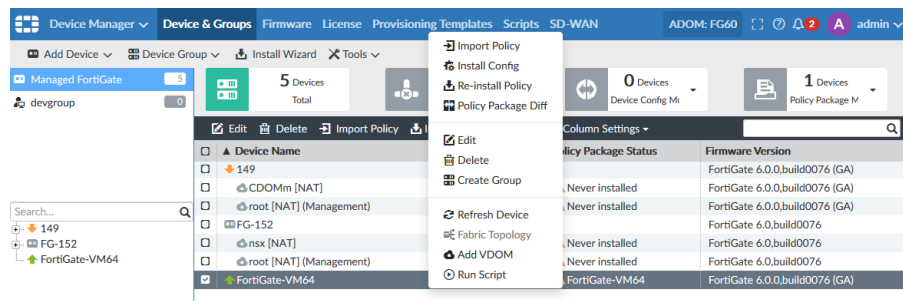 Device Manager Device & Groups Firmware License Provisioning Templates Scripts SD-WAN ADOM: FG60 2 A admin
Add Device Device Group Install Wizard Tools
Import Policy
Install Config
Re-install Policy
Policy Package Diff
Edit
Delete
Create Group
Refresh Device
Fabric Topology
Add VDOM
Run Script
Managed FortiGate 5
devgroup 0
5 Devices
Total
0 Devices
Device Config
1 Devices
Policy Package M
Edit Delete Import Policy Column Settings
Device Name Policy Package Status Firmware Version
149 FortiGate 6.0.0,build0076 (GA)
CDOMm [NAT] Never installed FortiGate 6.0.0,build0076 (GA)
root [NAT] (Management) Never installed FortiGate 6.0.0,build0076 (GA)
FG-152 FortiGate 6.0,build0076
nsx [NAT] Never installed FortiGate 6.0,build0076
root [NAT] (Management) Never installed FortiGate 6.0,build0076
FortiGate-VM64 FortiGate-VM64 FortiGate 6.0.0,build0076 (GA)
Search...
149
FG-152
FortiGate-VM64